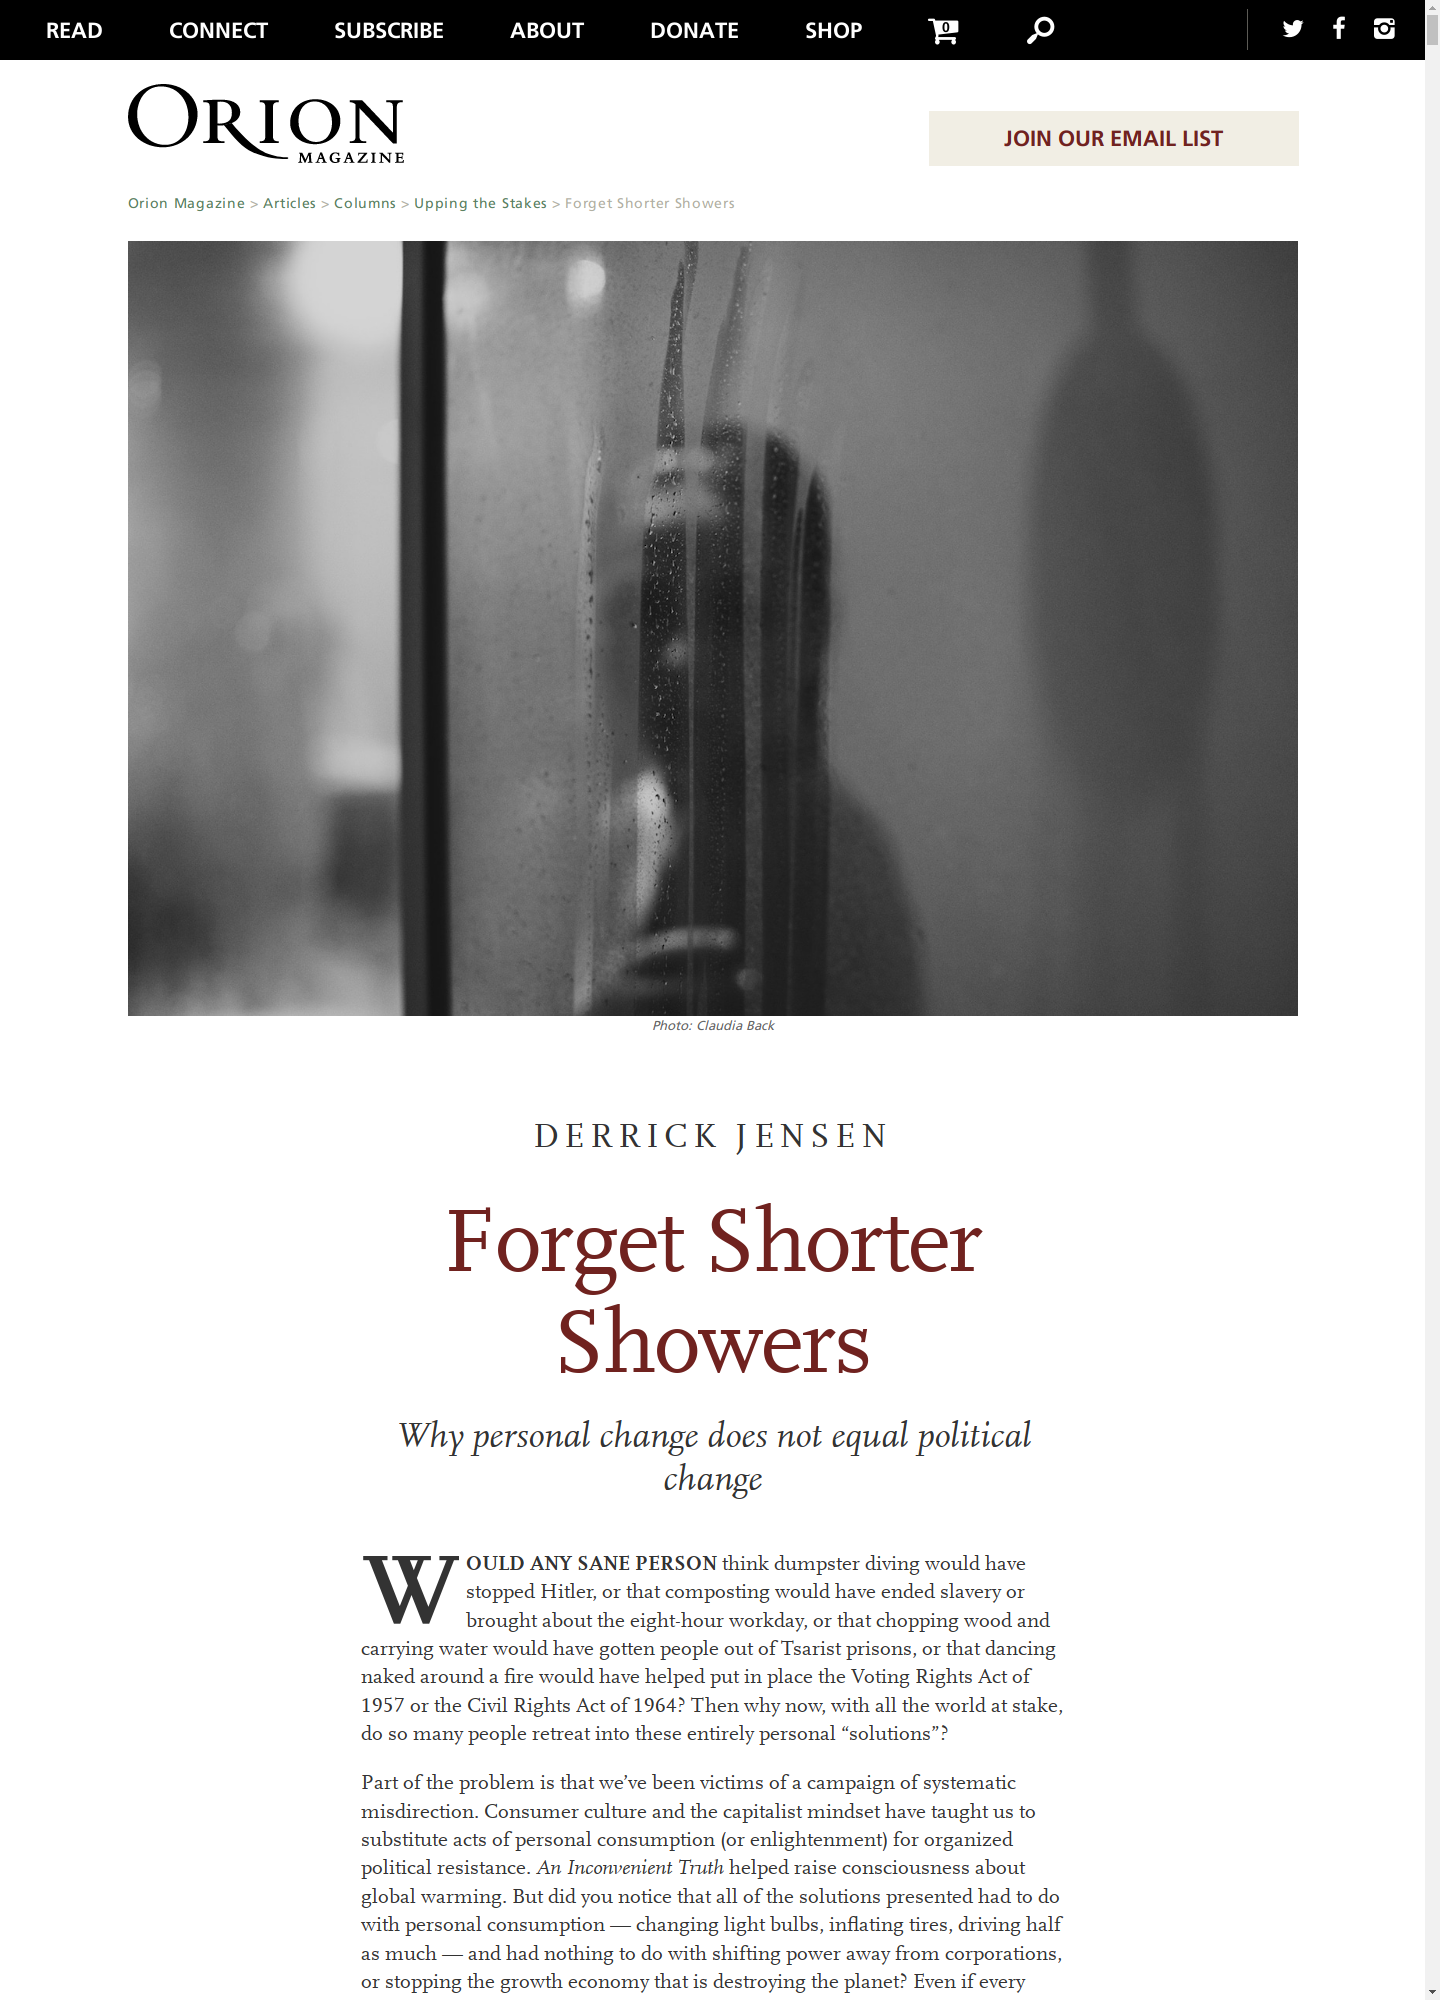 READ CONNECT SUBSCRIBE ABOUT DONATE SHOP 0
ORION
MAGAZINE
JOIN OUR EMAIL LIST
Orion Magazine > Articles > Columns > Upping the Stakes > Forget Shorter Showers
Photo: Claudia Back
DERRICK JENSEN
Forget Shorter
Showers
Why personal change does not equal political
change
WOULD ANY SANE PERSON think dumpster diving would have
stopped Hitler, or that composting would have ended slavery or
brought about the eight-hour workday, or that chopping wood and
carrying water would have gotten people out of Tsarist prisons, or that dancing
naked around a fire would have helped put in place the Voting Rights Act of
1957 or the Civil Rights Act of 1964? Then why now, with all the world at stake,
do so many people retreat into these entirely personal “solutions”?
Part of the problem is that we’ve been victims of a campaign of systematic
misdirection. Consumer culture and the capitalist mindset have taught us to
substitute acts of personal consumption (or enlightenment) for organized
political resistance. An Inconvenient Truth helped raise consciousness about
global warming. But did you notice that all of the solutions presented had to do
with personal consumption — changing light bulbs, inflating tires, driving half
as much — and had nothing to do with shifting power away from corporations,
or stopping the growth economy that is destroying the planet? Even if every